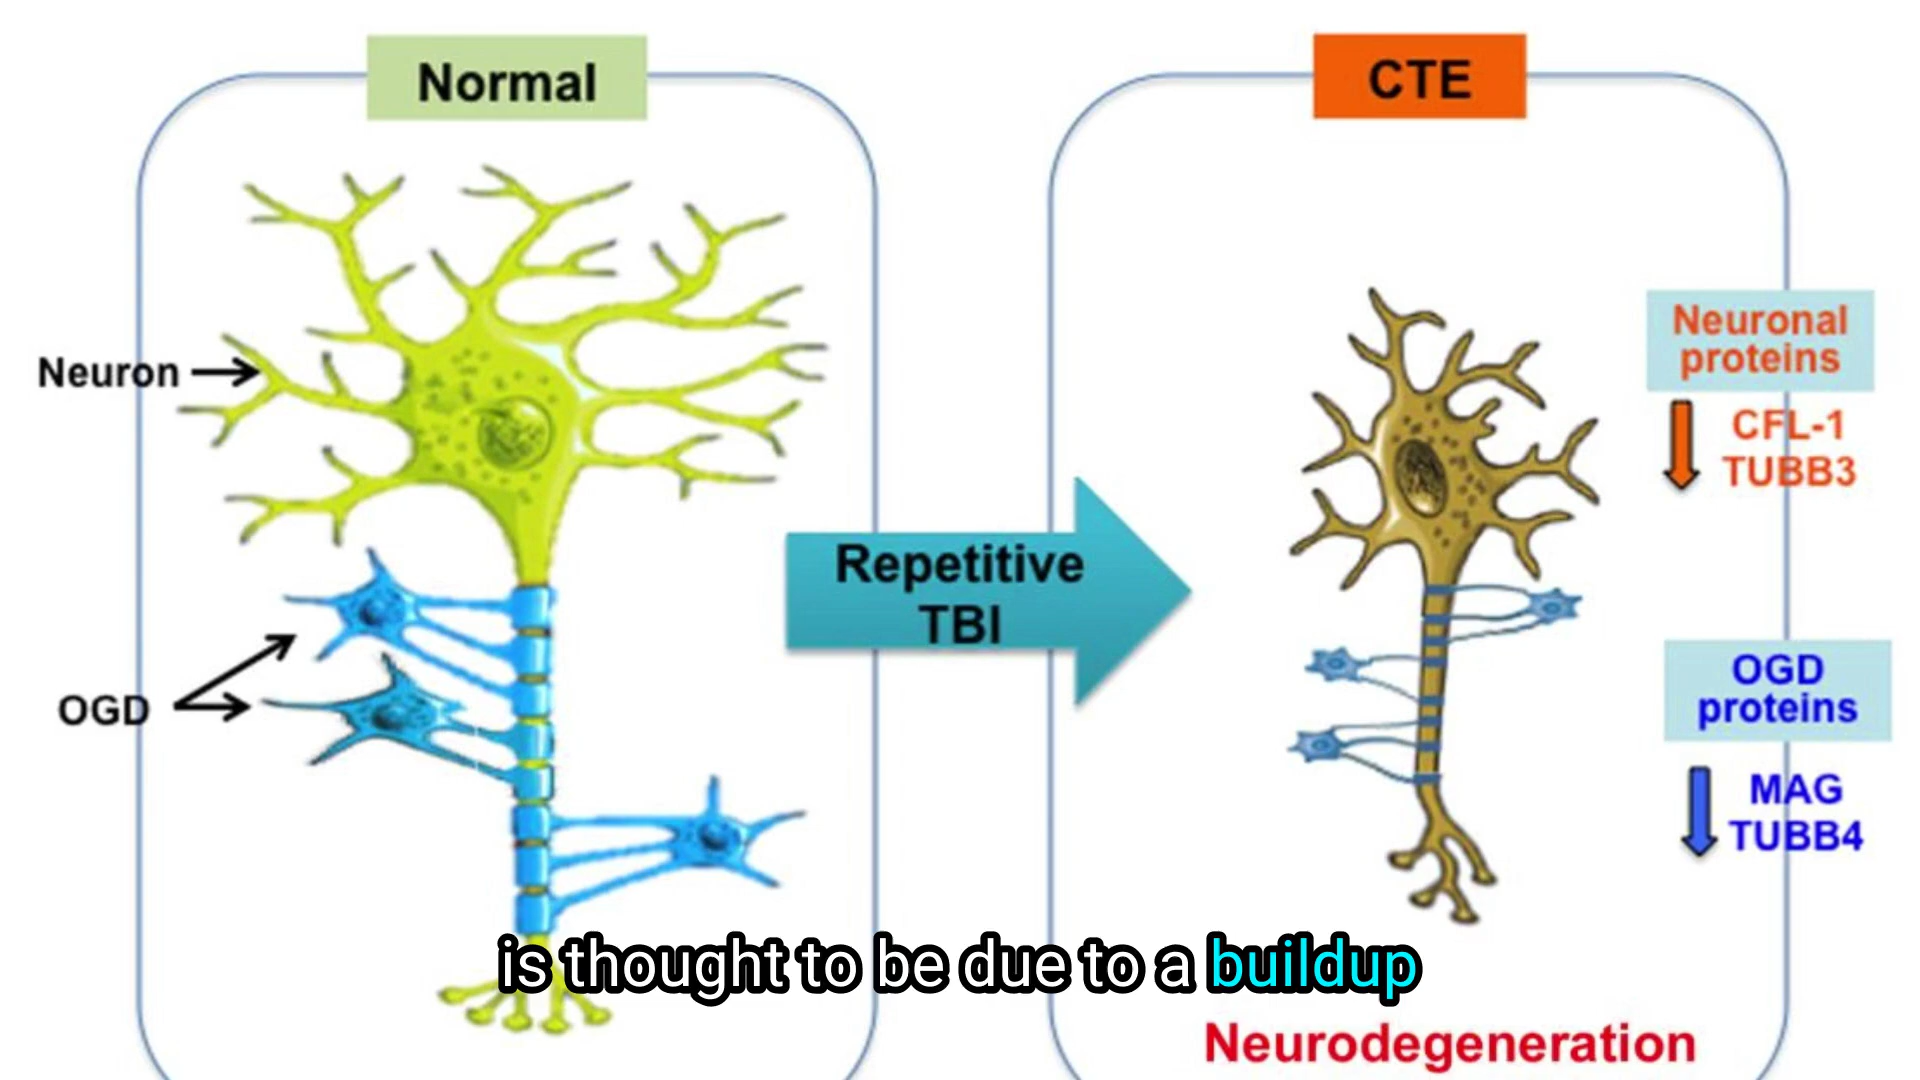 Normal
CTE
Neuron
OGD
Repetitive
TBI
Neuronal
proteins
CFL-1
TUBB3
OGD
proteins
MAG
TUBB4
is thought to be due to a buildup
Neurodegeneration